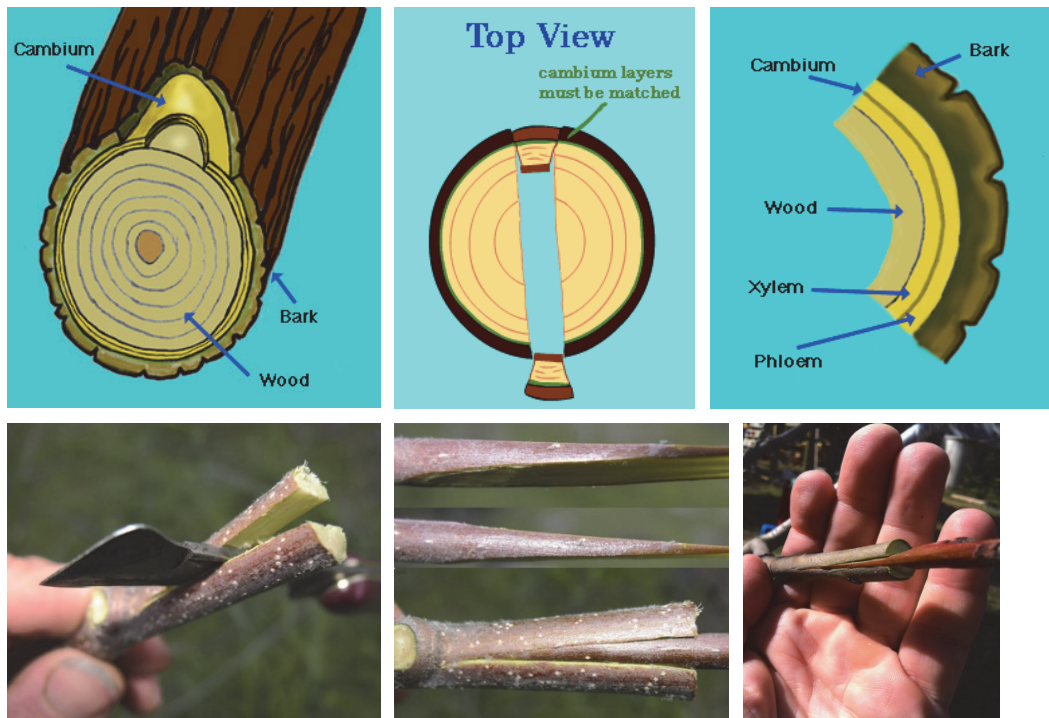 Cambium
Bark
Wood
Top View
cambium layers
must be matched
Cambium
Bark
Wood
Xylem
Phloem